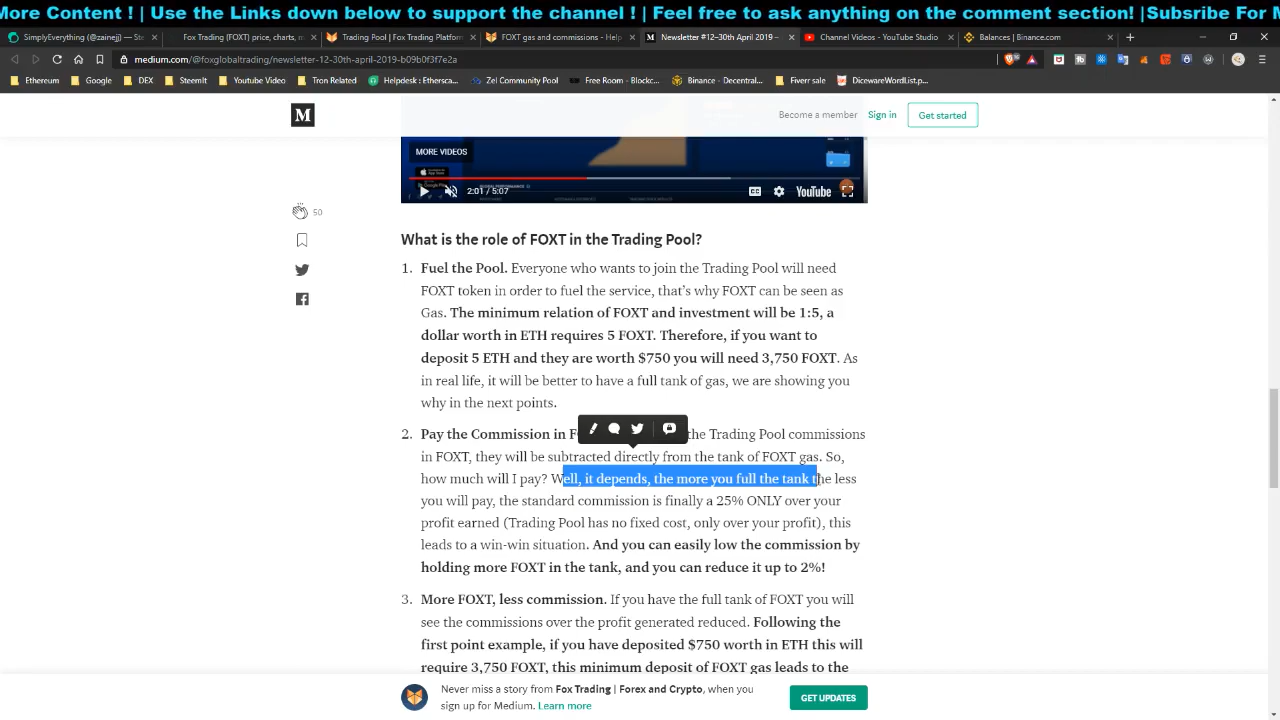 More Content ! | Use the Links down below to support the channel ! | Feel free to ask anything on the comment section! |Subsribe For M
SimplyEverything (@zainejj) — Ste
Fox Trading (FOXT) price, charts, m
Trading Pool | Fox Trading Platform
FOXT gas and commissions - Help
Newsletter #12–30th April 2019 –
Channel Videos - YouTube Studio
Balances | Binance.com
medium.com/@foxglobaltrading/newsletter-12-30th-april-2019-b09b0f3f7e2a
Ethereum
Google
DEX
SteemIt
Youtube Video
Tron Related
Helpdesk : Ethersca...
Zel Community Pool
Free Room - Blockc...
Binance - Decentral...
Fiverr sale
DicewareWordList.p...
M
Become a member
Sign in
Get started
MORE VIDEOS
App Store
2:01 / 5:07
CC
YouTube
50
What is the role of FOXT in the Trading Pool?
1. Fuel the Pool. Everyone who wants to join the Trading Pool will need
FOXT token in order to fuel the service, that's why FOXT can be seen as
Gas. The minimum relation of FOXT and investment will be 1:5, a
dollar worth in ETH requires 5 FOXT. Therefore, if you want to
deposit 5 ETH and they are worth $750 you will need 3,750 FOXT. As
in real life, it will be better to have a full tank of gas, we are showing you
why in the next points.
2. Pay the Commission in F the Trading Pool commissions
in FOXT, they will be subtracted directly from the tank of FOXT gas. So,
how much will I pay? Well, it depends, the more you full the tank the less
you will pay, the standard commission is finally a 25% ONLY over your
profit earned (Trading Pool has no fixed cost, only over your profit), this
leads to a win-win situation. And you can easily low the commission by
holding more FOXT in the tank, and you can reduce it up to 2%!
3. More FOXT, less commission. If you have the full tank of FOXT you will
see the commissions over the profit generated reduced. Following the
first point example, if you have deposited $750 worth in ETH this will
require 3,750 FOXT, this minimum deposit of FOXT gas leads to the
Never miss a story from Fox Trading | Forex and Crypto, when you
sign up for Medium. Learn more
GET UPDATES